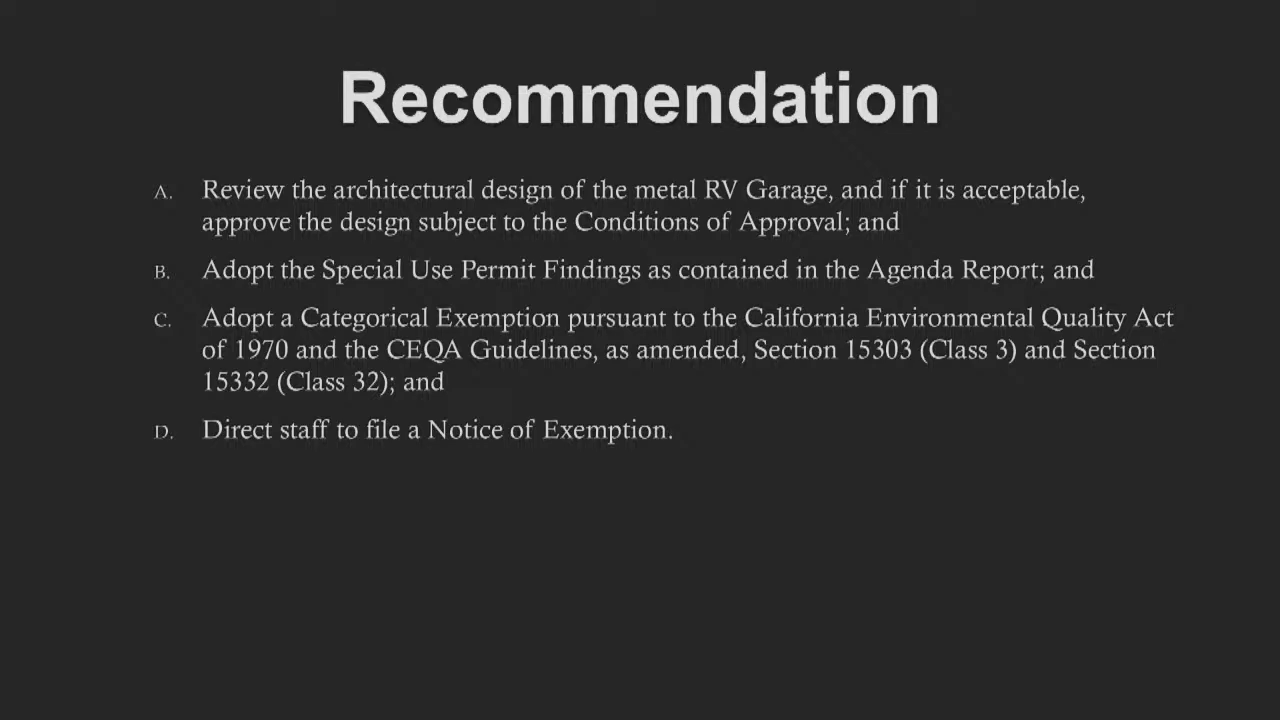 Recommendation
A. Review the architectural design of the metal RV Garage, and if it is acceptable,
approve the design subject to the Conditions of Approval; and
B. Adopt the Special Use Permit Findings as contained in the Agenda Report; and
C. Adopt a Categorical Exemption pursuant to the California Environmental Quality Act
of 1970 and the CEQA Guidelines, as amended, Section 15303 (Class 3) and Section
15332 (Class 32); and
D. Direct staff to file a Notice of Exemption.